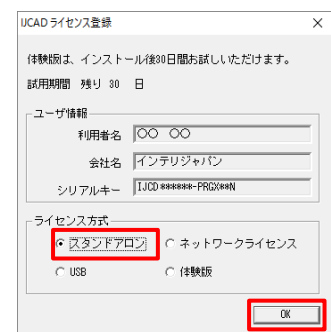 IJCAD ライセンス登録
体験版は、インストール後30日間お試しいただけます。
試用期間 残り 30 日
ユーザ情報
利用者名 〇〇 〇〇
会社名 インテリジャパン
シリアルキー IJCD******-PRGX**N
ライセンス方式
スタンドアロン ネットワークライセンス
USB 体験版
OK